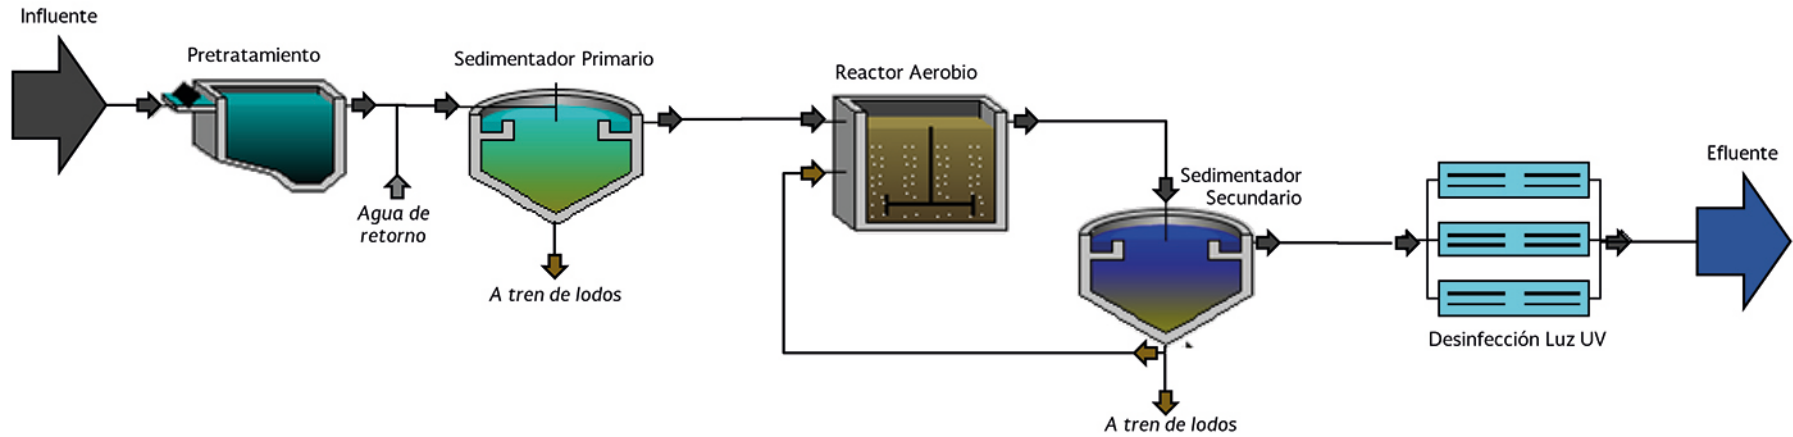 Influente
Pretratamiento
Agua de
retorno
Sedimentador Primario
A tren de lodos
Reactor Aerobio
Sedimentador
Secundario
A tren de lodos
Desinfección Luz UV
Efluente